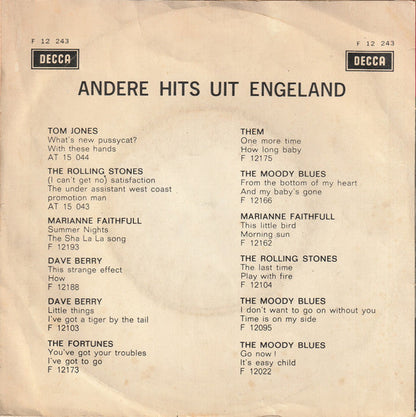 F 12 243
F 12 243
DECCA
DECCA
ANDERE HITS UIT ENGELAND
TOM JONES
What's new pussycat?
With these hands
AT 15 044
THE ROLLING STONES
(I can't get no) satisfaction
The under assistant west coast
promotion man
AT 15 043
MARIANNE FAITHFULL
Summer Nights
The Sha La La song
F 12193
DAVE BERRY
This strange effect
How
F 12188
DAVE BERRY
Little things
I've got a tiger by the tail
F 12103
THE FORTUNES
You've got your troubles
I've got to go
F 12173
THEM
One more time
How long baby
F 12175
THE MOODY BLUES
From the bottom of my heart
And my baby's gone
F 12166
MARIANNE FAITHFULL
This little bird
Morning sun
F 12162
THE ROLLING STONES
The last time
Play with fire
F 12104
THE MOODY BLUES
I don't want to go on without you
Time is on my side
F 12095
THE MOODY BLUES
Go now!
It's easy child
F 12022